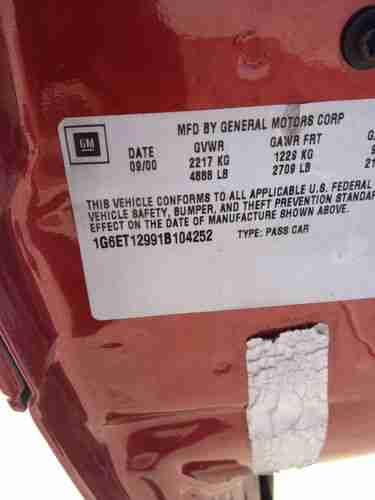 MFD BY GENERAL MOTORS CORP
GM
DATE GVWR GAWR FRT
09/00 2217 KG 1229 KG
4888 LB 2709 LB
THIS VEHICLE CONFORMS TO ALL APPLICABLE U.S. FEDERAL
VEHICLE SAFETY, BUMPER, AND THEFT PREVENTION
EFFECT ON THE DATE OF MANUFACTURE SHOWN ABOVE.
1G6ET12991B104252 TYPE: PASS CAR